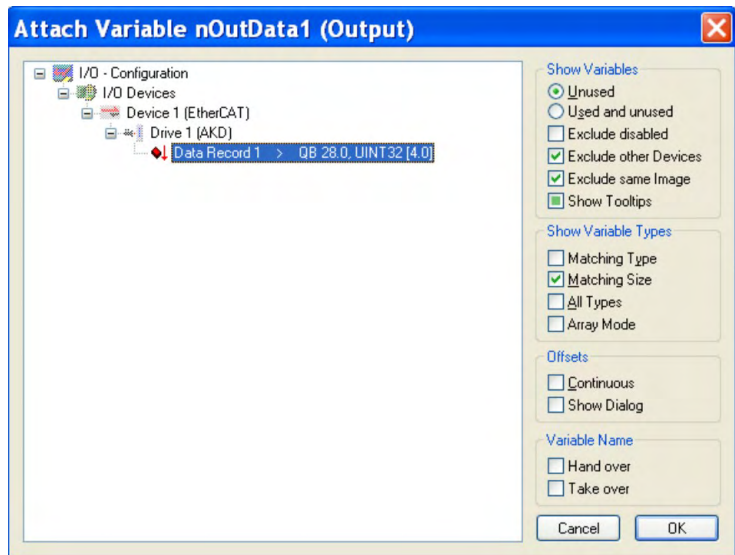 Attach Variable nOutData1 (Output)
I/O - Configuration
I/O Devices
Device 1 (EtherCAT)
Drive 1 (AKD)
Data Record 1 > QB 28.0, UINT32 [4.0]
Show Variables
Unused
Used and unused
Exclude disabled
Exclude other Devices
Exclude same Image
Show Tooltips
Show Variable Types
Matching Type
Matching Size
All Types
Array Mode
Offsets
Continuous
Show Dialog
Variable Name
Hand over
Take over
Cancel
OK